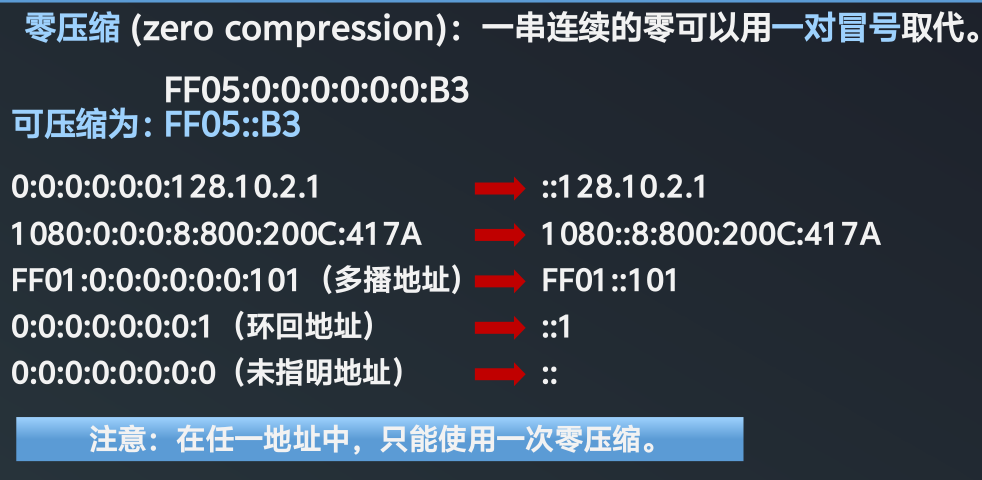 零压缩 (zero compression)：一串连续的零可以用一对冒号取代。
FF05:0:0:0:0:0:0:B3
可压缩为：FF05::B3
0:0:0:0:0:0:128.10.2.1 ::128.10.2.1
1080:0:0:0:8:800:200C:417A 1080::8:800:200C:417A
FF01:0:0:0:0:0:0:101（多播地址） FF01::101
0:0:0:0:0:0:0:1（环回地址） ::1
0:0:0:0:0:0:0:0（未指明地址） ::
注意：在任一地址中，只能使用一次零压缩。